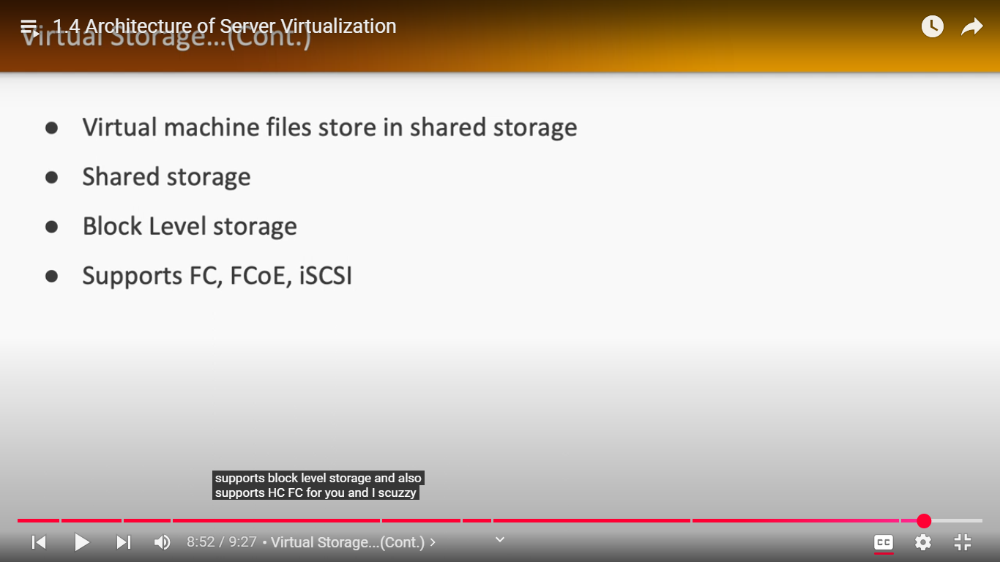 1.4 Architecture of Server Virtualization
Virtual Storage...(Cont.)
● Virtual machine files store in shared storage
● Shared storage
● Block Level storage
● Supports FC, FCoE, iSCSI
supports block level storage and also
supports HC FC for you and I scuzzy
8:52 / 9:27 • Virtual Storage...(Cont.) >
CC